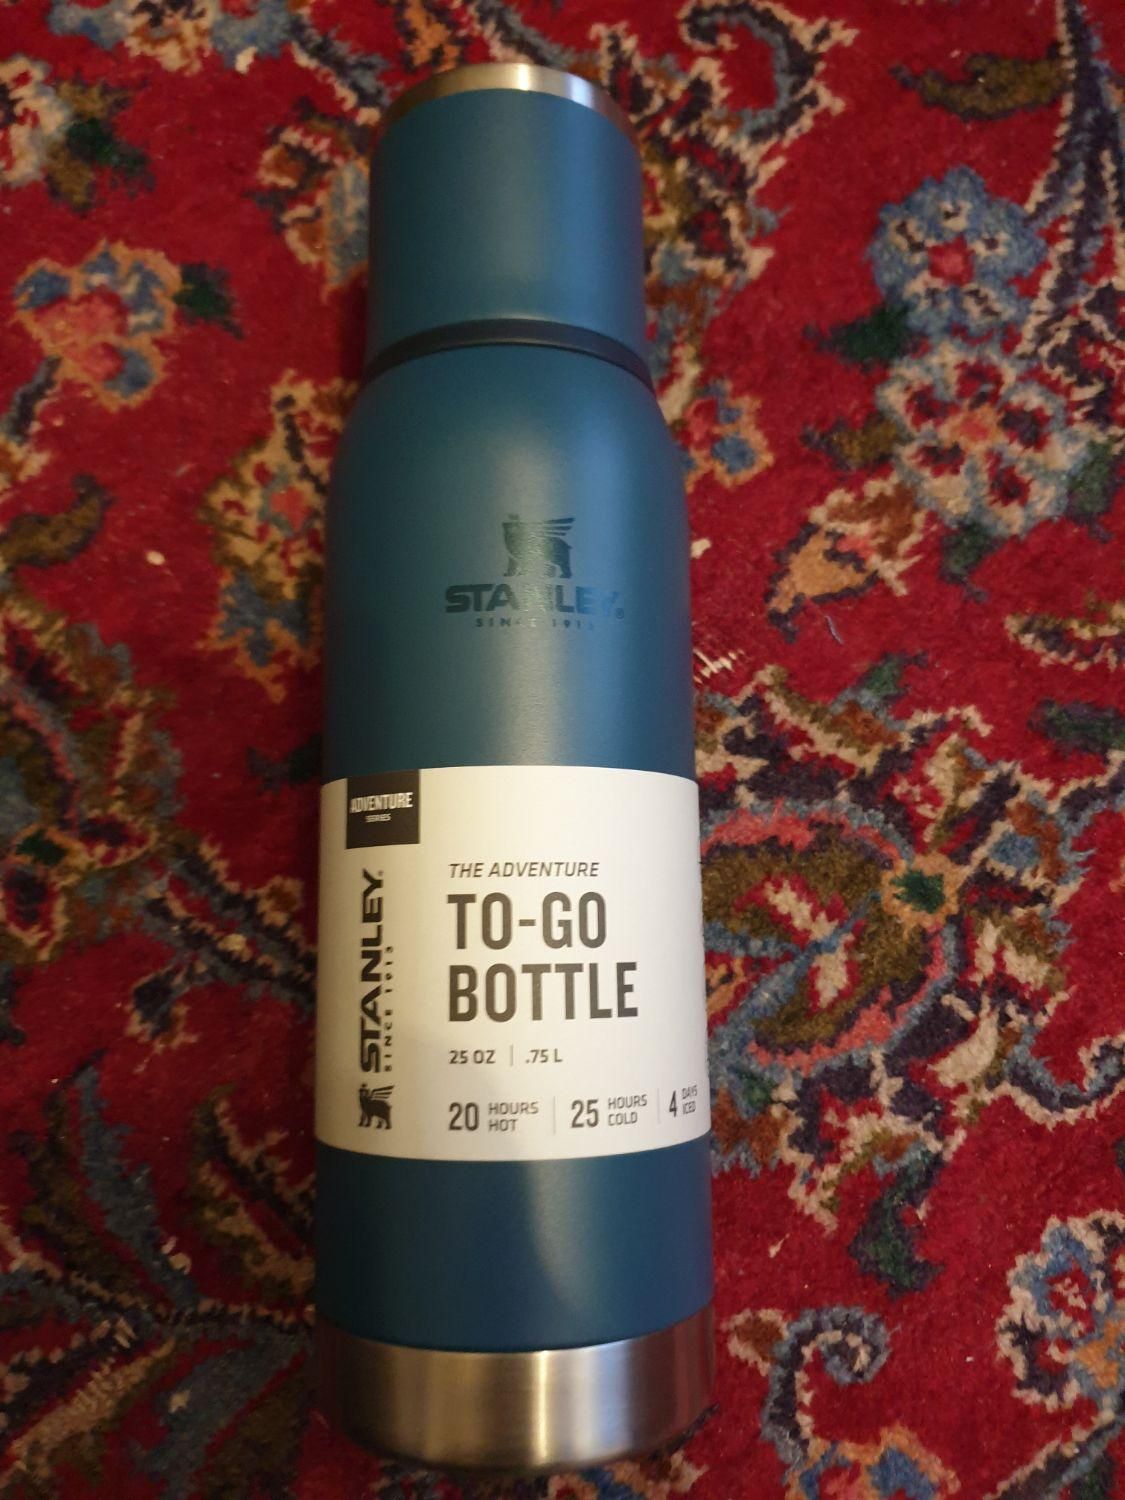 STANLEY®
SINCE 1913
ADVENTURE
SERIES
STANLEY®
SINCE 1913
THE ADVENTURE
TO-GO
BOTTLE
25 OZ | .75 L
20 HOURS HOT | 25 HOURS COLD | 4 DAYS ICED